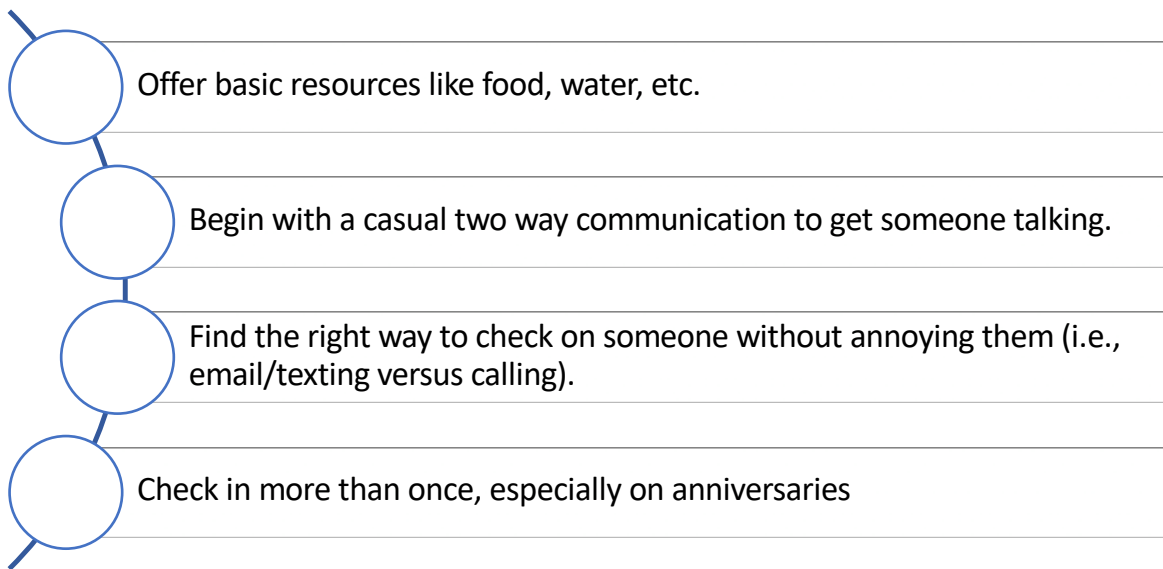 Offer basic resources like food, water, etc.
Begin with a casual two way communication to get someone talking.
Find the right way to check on someone without annoying them (i.e.,
email/texting versus calling).
Check in more than once, especially on anniversaries